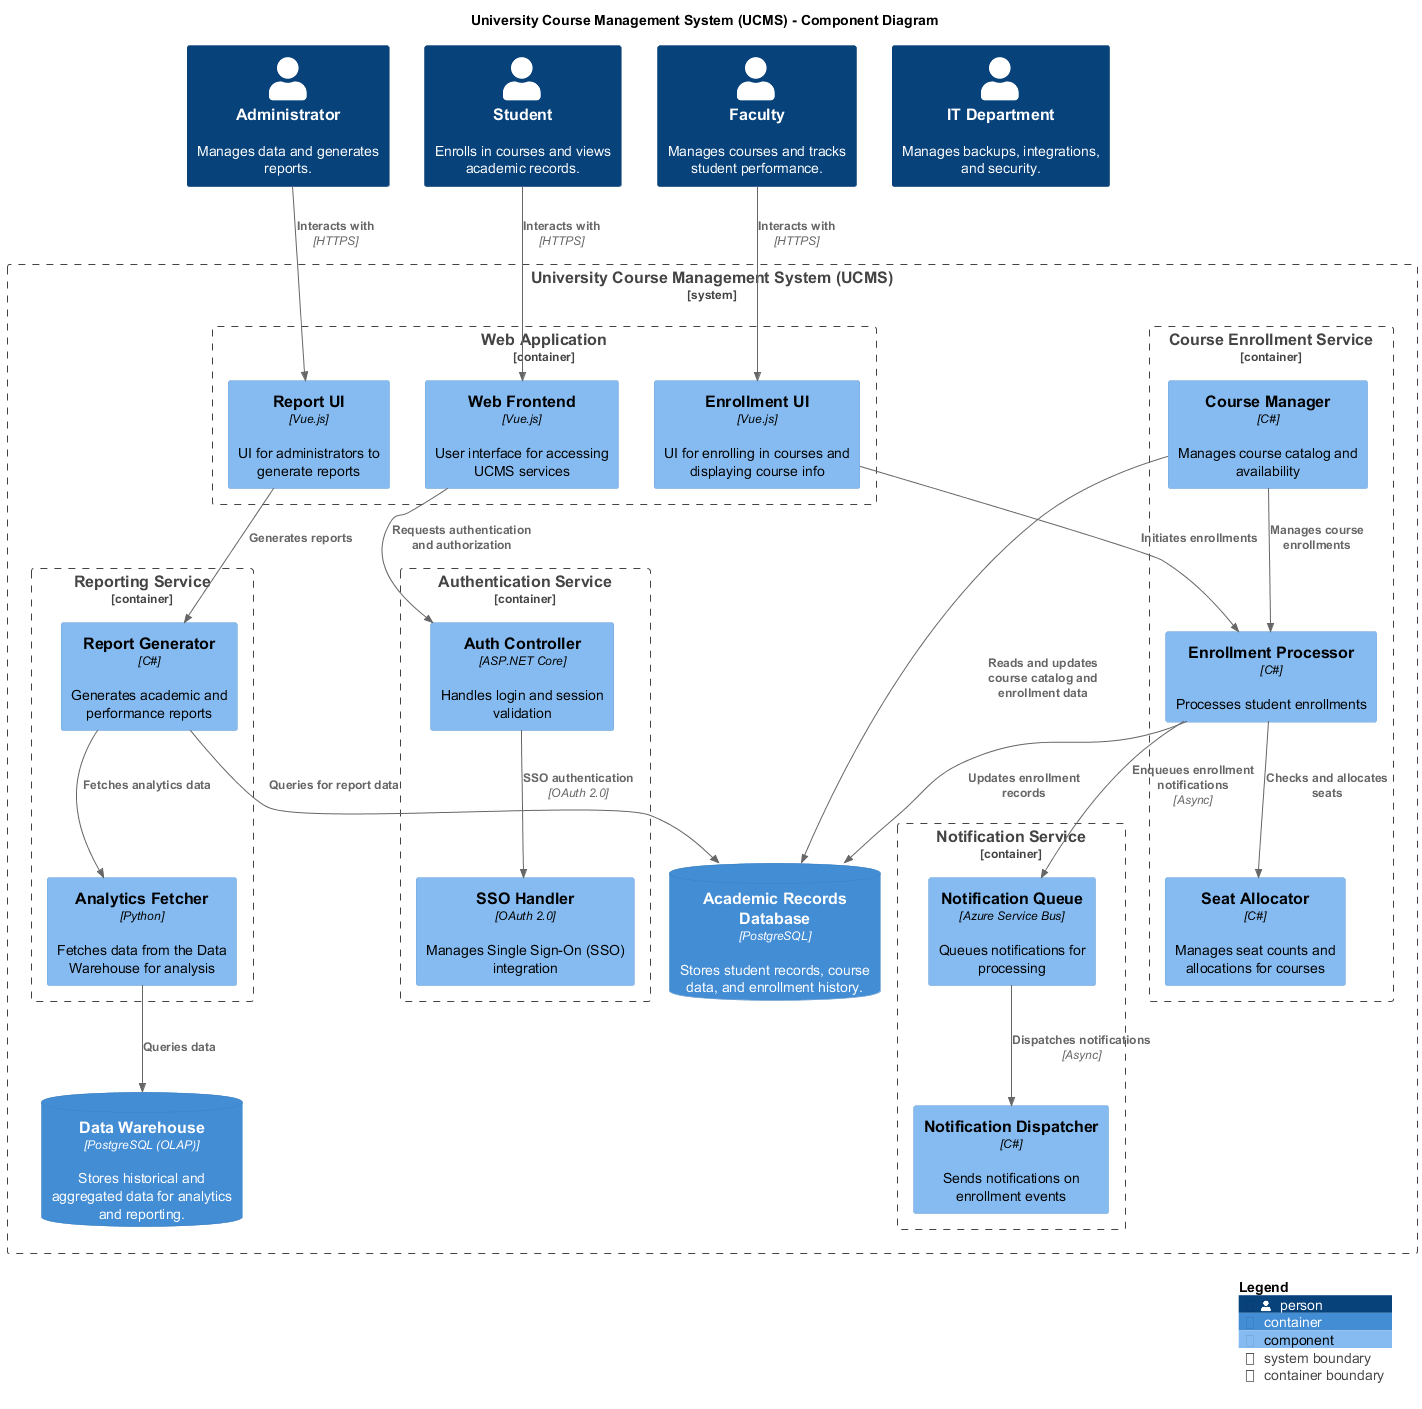 University Course Management System (UCMS) - Component Diagram
Administrator
Manages data and generates
reports.
Student
Enrolls in courses and views
academic records.
Faculty
Manages courses and tracks
student performance.
IT Department
Manages backups, integrations,
and security.
Interacts with
[HTTPS]
Interacts with
[HTTPS]
Interacts with
[HTTPS]
University Course Management System (UCMS)
[system]
Web Application
[container]
Report UI
[Vue.js]
UI for administrators to
generate reports
Web Frontend
[Vue.js]
User interface for accessing
UCMS services
Enrollment UI
[Vue.js]
UI for enrolling in courses and
displaying course info
Course Enrollment Service
[container]
Course Manager
[C#]
Manages course catalog and
availability
Generates reports
Requests authentication
and authorization
Initiates enrollments
Manages course
enrollments
Reporting Service
[container]
Report Generator
[C#]
Generates academic and
performance reports
Authentication Service
[container]
Auth Controller
[ASP.NET Core]
Handles login and session
validation
Reads and updates
course catalog and
enrollment data
Enrollment Processor
[C#]
Processes student enrollments
Fetches analytics data
Queries for report data
SSO authentication
[OAuth 2.0]
Updates enrollment
records
Enqueues enrollment
notifications
[Async]
Checks and allocates
seats
Analytics Fetcher
[Python]
Fetches data from the Data
Warehouse for analysis
SSO Handler
[OAuth 2.0]
Manages Single Sign-On (SSO)
integration
Academic Records
Database
[PostgreSQL]
Stores student records, course
data, and enrollment history.
Notification Service
[container]
Notification Queue
[Azure Service Bus]
Queues notifications for
processing
Seat Allocator
[C#]
Manages seat counts and
allocations for courses
Queries data
Dispatches notifications
[Async]
Data Warehouse
[PostgreSQL (OLAP)]
Stores historical and
aggregated data for analytics
and reporting.
Notification Dispatcher
[C#]
Sends notifications on
enrollment events
Legend
person
container
component
system boundary
container boundary